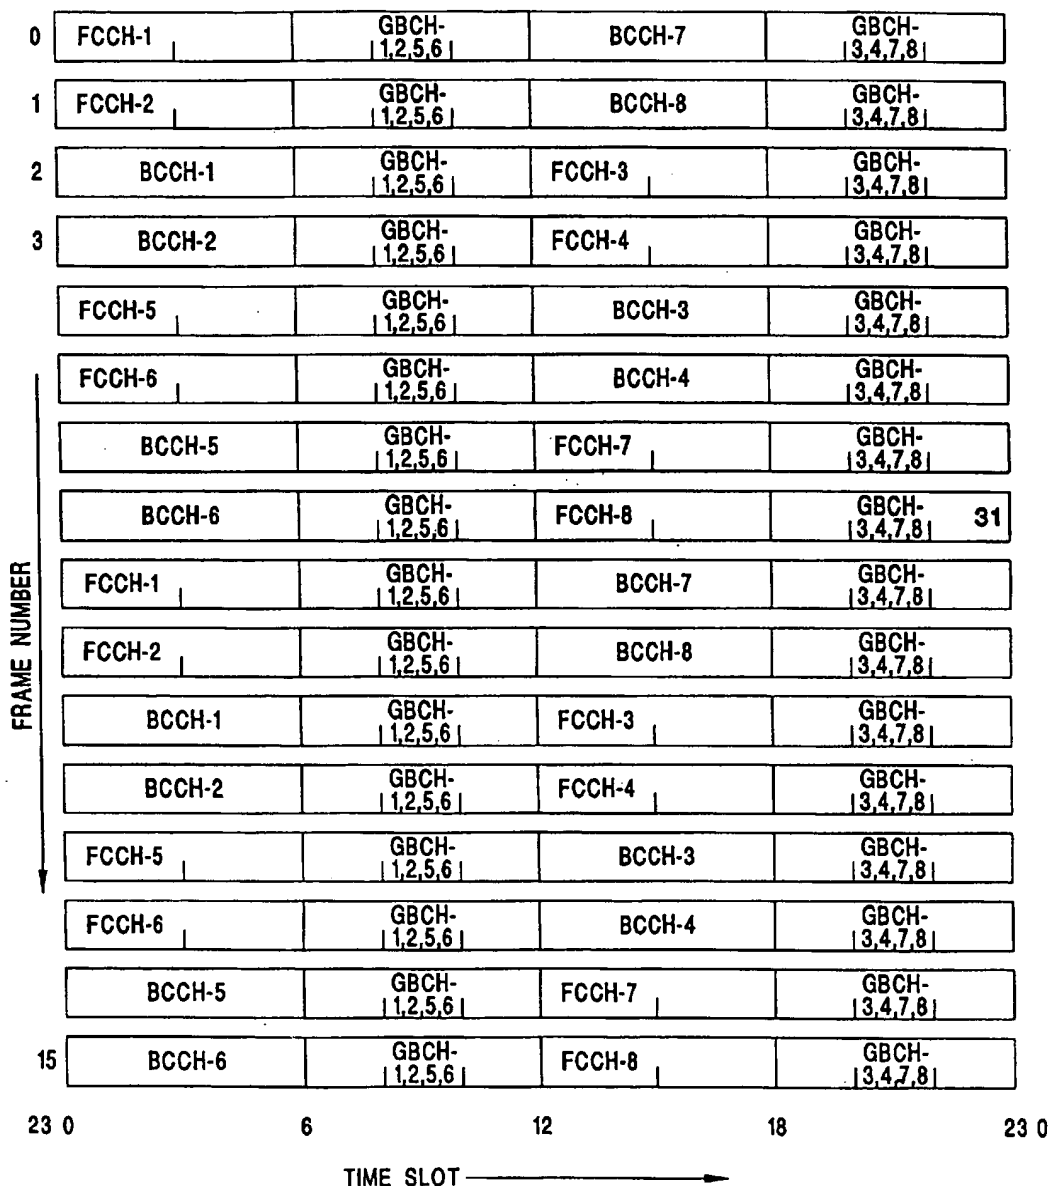 0 FCCH-1 GBCH- 1,2,5,6 BCCH-7 GBCH- 3,4,7,8
1 FCCH-2 GBCH- 1,2,5,6 BCCH-8 GBCH- 3,4,7,8
2 BCCH-1 GBCH- 1,2,5,6 FCCH-3 GBCH- 3,4,7,8
3 BCCH-2 GBCH- 1,2,5,6 FCCH-4 GBCH- 3,4,7,8
FCCH-5 GBCH- 1,2,5,6 BCCH-3 GBCH- 3,4,7,8
FCCH-6 GBCH- 1,2,5,6 BCCH-4 GBCH- 3,4,7,8
BCCH-5 GBCH- 1,2,5,6 FCCH-7 GBCH- 3,4,7,8
BCCH-6 GBCH- 1,2,5,6 FCCH-8 GBCH- 3,4,7,8 31
FCCH-1 GBCH- 1,2,5,6 BCCH-7 GBCH- 3,4,7,8
FCCH-2 GBCH- 1,2,5,6 BCCH-8 GBCH- 3,4,7,8
BCCH-1 GBCH- 1,2,5,6 FCCH-3 GBCH- 3,4,7,8
BCCH-2 GBCH- 1,2,5,6 FCCH-4 GBCH- 3,4,7,8
FCCH-5 GBCH- 1,2,5,6 BCCH-3 GBCH- 3,4,7,8
FCCH-6 GBCH- 1,2,5,6 BCCH-4 GBCH- 3,4,7,8
BCCH-5 GBCH- 1,2,5,6 FCCH-7 GBCH- 3,4,7,8
15 BCCH-6 GBCH- 1,2,5,6 FCCH-8 GBCH- 3,4,7,8
FRAME NUMBER
23 0 6 12 18 23 0
TIME SLOT